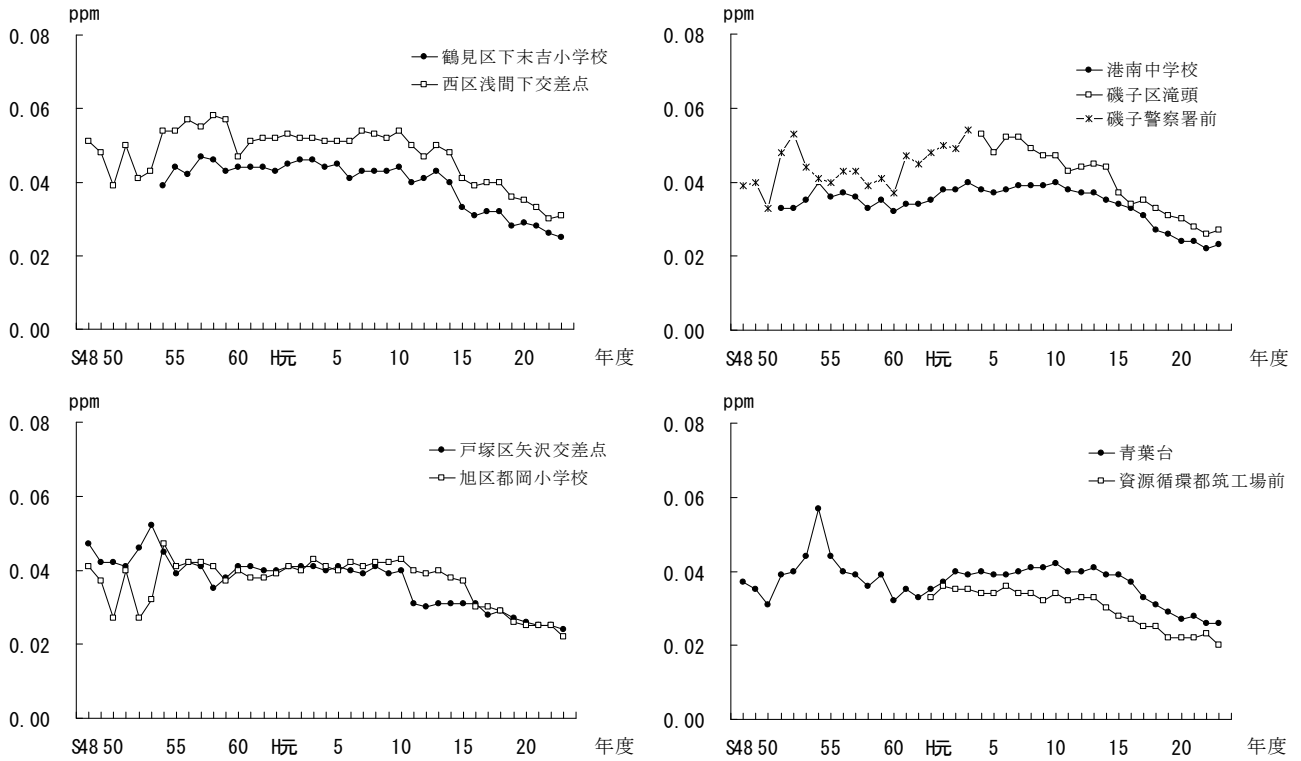 ppm
0.08
0.06
0.04
0.02
0.00
鶴見区下末吉小学校
西区浅間下交差点
S48 50 55 60 H元 5 10 15 20 年度
ppm
0.08
0.06
0.04
0.02
0.00
港南中学校
磯子区滝頭
磯子警察署前
S48 50 55 60 H元 5 10 15 20 年度
ppm
0.08
0.06
0.04
0.02
0.00
戸塚区矢沢交差点
旭区都岡小学校
S48 50 55 60 H元 5 10 15 20 年度
ppm
0.08
0.06
0.04
0.02
0.00
青葉台
資源循環都筑工場前
S48 50 55 60 H元 5 10 15 20 年度